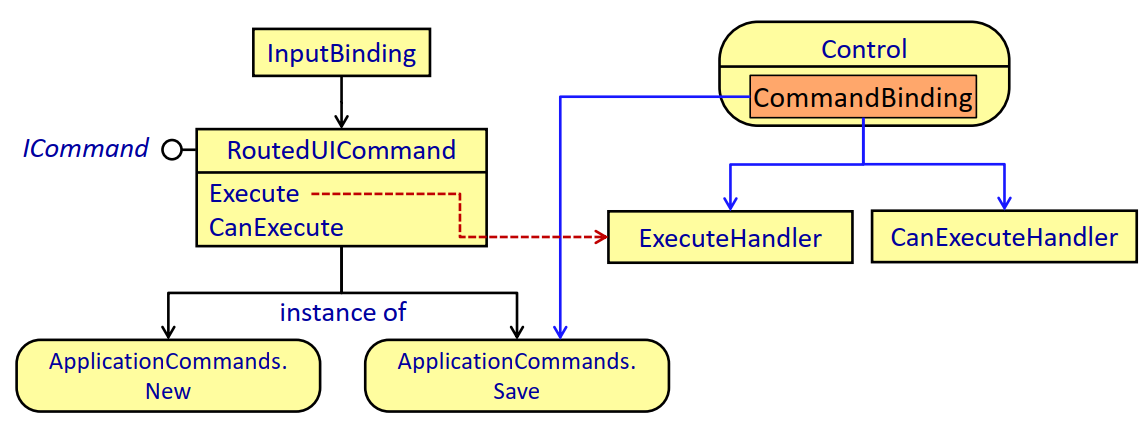 InputBinding
Control
CommandBinding
ICommand
RoutedUICommand
Execute
CanExecute
ExecuteHandler
CanExecuteHandler
instance of
ApplicationCommands.
New
ApplicationCommands.
Save